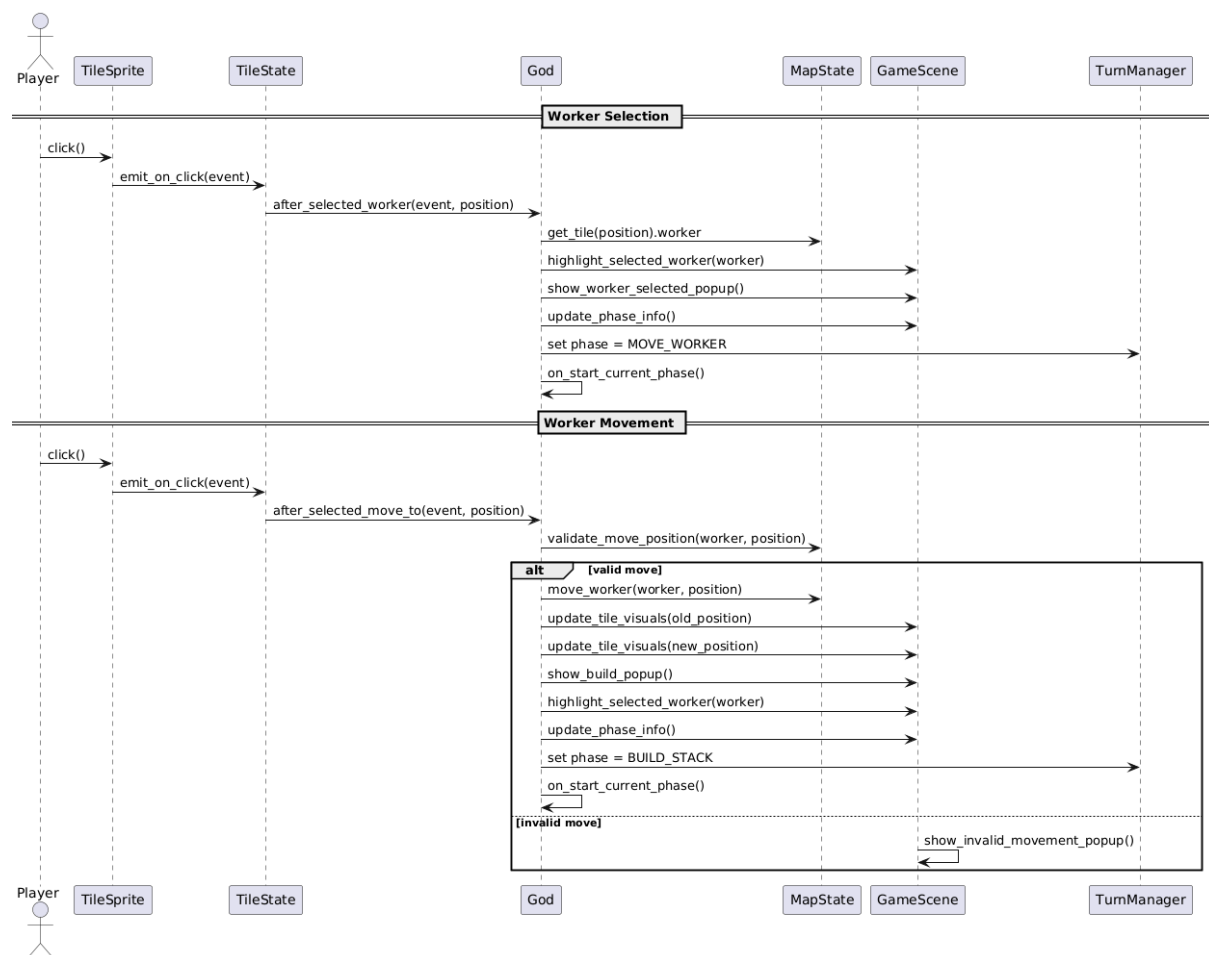 Player
TileSprite
TileState
God
MapState
GameScene
TurnManager
Worker Selection
click()
emit_on_click(event)
after_selected_worker(event, position)
get_tile(position).worker
highlight_selected_worker(worker)
show_worker_selected_popup()
update_phase_info()
set phase = MOVE_WORKER
on_start_current_phase()
Worker Movement
click()
emit_on_click(event)
after_selected_move_to(event, position)
validate_move_position(worker, position)
alt [valid move]
move_worker(worker, position)
update_tile_visuals(old_position)
update_tile_visuals(new_position)
show_build_popup()
highlight_selected_worker(worker)
update_phase_info()
set phase = BUILD_STACK
on_start_current_phase()
[invalid move]
show_invalid_movement_popup()
Player
TileSprite
TileState
God
MapState
GameScene
TurnManager